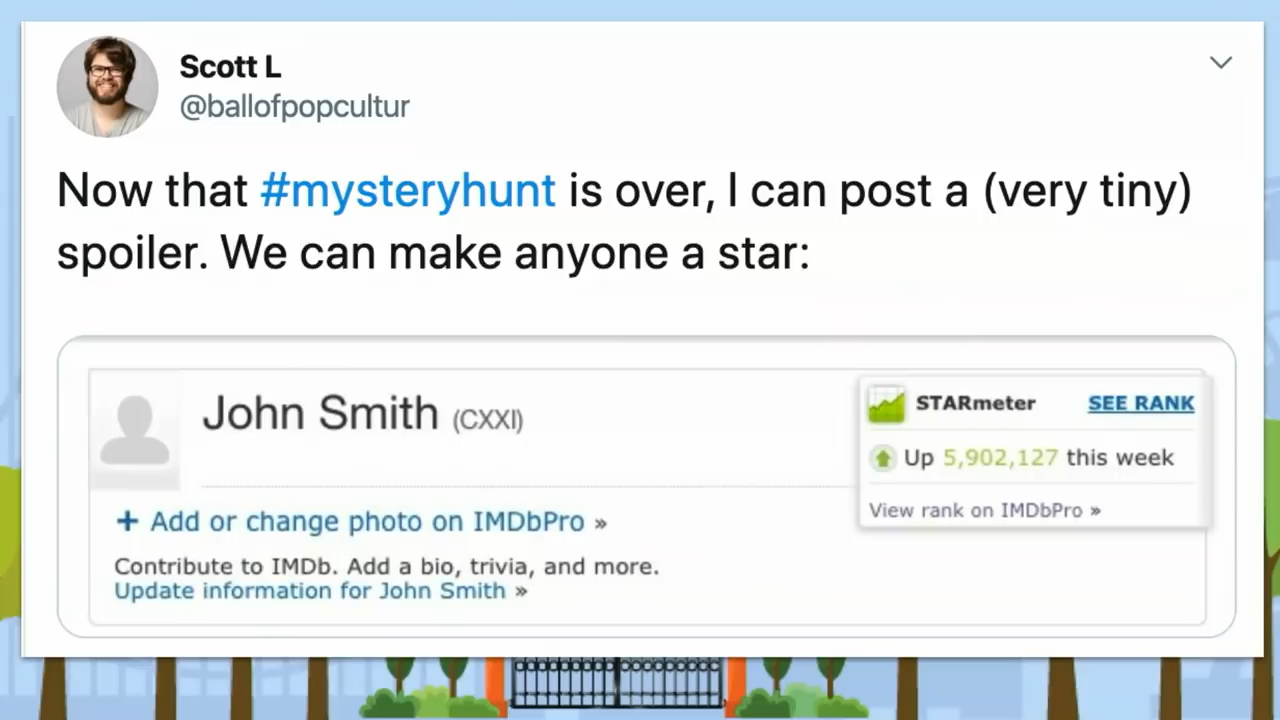 Scott L
@ballofpopcultur
Now that #mysteryhunt is over, I can post a (very tiny)
spoiler. We can make anyone a star:
John Smith (CXXI)
STARmeter SEE RANK
Up 5,902,127 this week
View rank on IMDbPro »
+ Add or change photo on IMDbPro »
Contribute to IMDb. Add a bio, trivia, and more.
Update information for John Smith »